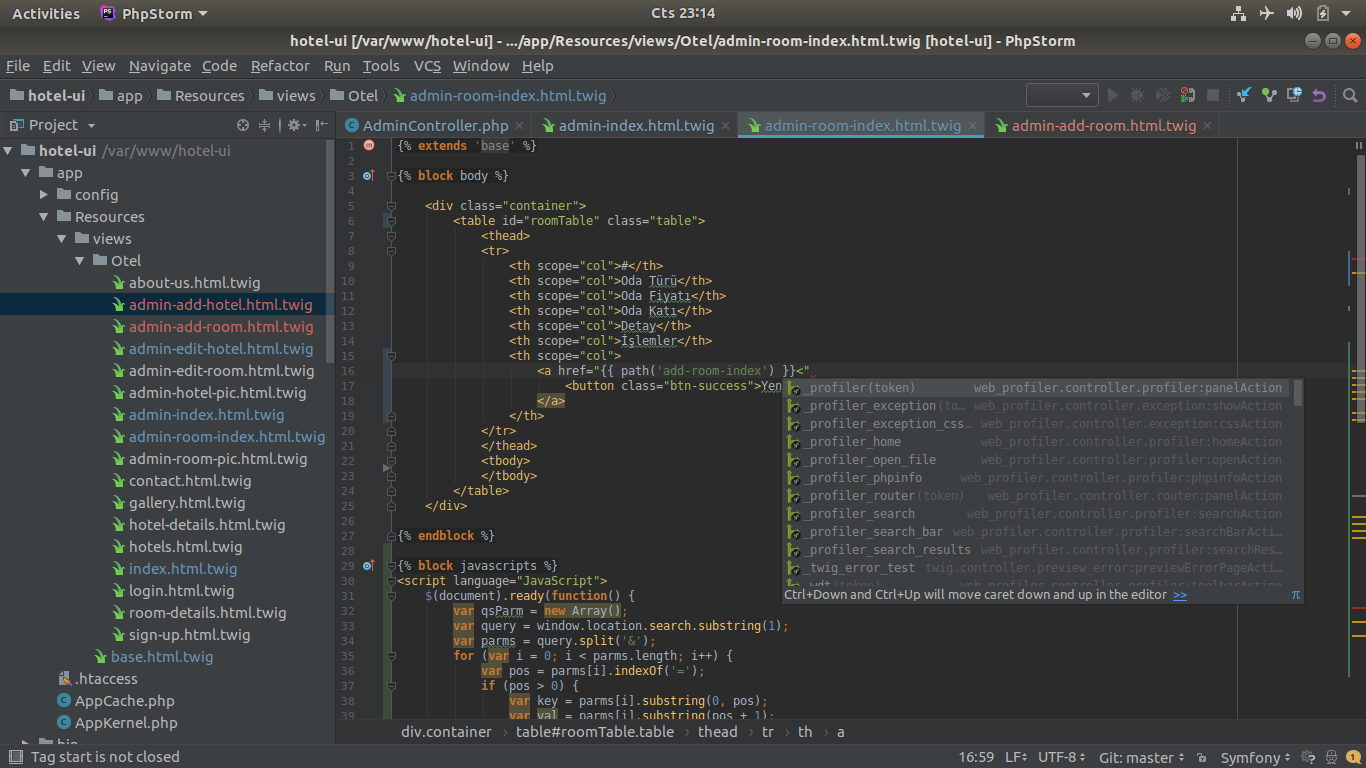 Activities PhpStorm Cts 23:14
hotel-ui [/var/www/hotel-ui] - .../app/Resources/views/Otel/admin-room-index.html.twig [hotel-ui] - PhpStorm
File Edit View Navigate Code Refactor Run Tools VCS Window Help
hotel-ui app Resources views Otel admin-room-index.html.twig
Project
AdminController.php admin-index.html.twig admin-room-index.html.twig admin-add-room.html.twig
hotel-ui /var/www/hotel-ui
app
config
Resources
views
Otel
about-us.html.twig
admin-add-hotel.html.twig
admin-add-room.html.twig
admin-edit-hotel.html.twig
admin-edit-room.html.twig
admin-hotel-pic.html.twig
admin-index.html.twig
admin-room-index.html.twig
admin-room-pic.html.twig
contact.html.twig
gallery.html.twig
hotel-details.html.twig
hotels.html.twig
index.html.twig
login.html.twig
room-details.html.twig
sign-up.html.twig
base.html.twig
.htaccess
AppCache.php
AppKernel.php
bin
1 {% extends 'base' %}
2
3 {% block body %}
4
5 <div class="container">
6 <table id="roomTable" class="table">
7 <thead>
8 <tr>
9 <th scope="col">#</th>
10 <th scope="col">Oda Türü</th>
11 <th scope="col">Oda Fiyatı</th>
12 <th scope="col">Oda Katı</th>
13 <th scope="col">Detay</th>
14 <th scope="col">İşlemler</th>
15 <th scope="col">
16 <a href="{{ path('add-room-index') }}<"
17 <button class="btn-success">Yen
18 </a>
19 </th>
20 </tr>
21 </thead>
22 <tbody>
23 </tbody>
24 </table>
25 </div>
26
27 {% endblock %}
28
29 {% block javascripts %}
30 <script language="JavaScript">
31 $(document).ready(function() {
32 var qsParm = new Array();
33 var query = window.location.search.substring(1);
34 var parms = query.split('&');
35 for (var i = 0; i < parms.length; i++) {
36 var pos = parms[i].indexOf('=');
37 if (pos > 0) {
38 var key = parms[i].substring(0, pos);
39 var val = parms[i].substring(pos + 1);
_profiler(token) web_profiler.controller.profiler:panelAction
_profiler_exception(to... web_profiler.controller.exception:showAction
_profiler_exception_css... web_profiler.controller.exception:cssAction
_profiler_home web_profiler.controller.profiler:homeAction
_profiler_open_file web_profiler.controller.profiler:openAction
_profiler_phpinfo web_profiler.controller.profiler:phpinfoAction
_profiler_router(token) web_profiler.controller.router:panelAction
_profiler_search web_profiler.controller.profiler:searchAction
_profiler_search_bar web_profiler.controller.profiler:searchBarActi...
_profiler_search_results web_profiler.controller.profiler:searchRes...
_twig_error_test twig.controller.preview_error:previewErrorPageActi...
_wdt(token) web_profiler.controller.profiler:toolbarAction
Ctrl+Down and Ctrl+Up will move caret down and up in the editor >> π
div.container table#roomTable.table thead tr th a
Tag start is not closed 16:59 LF UTF-8 Git: master Symfony 1